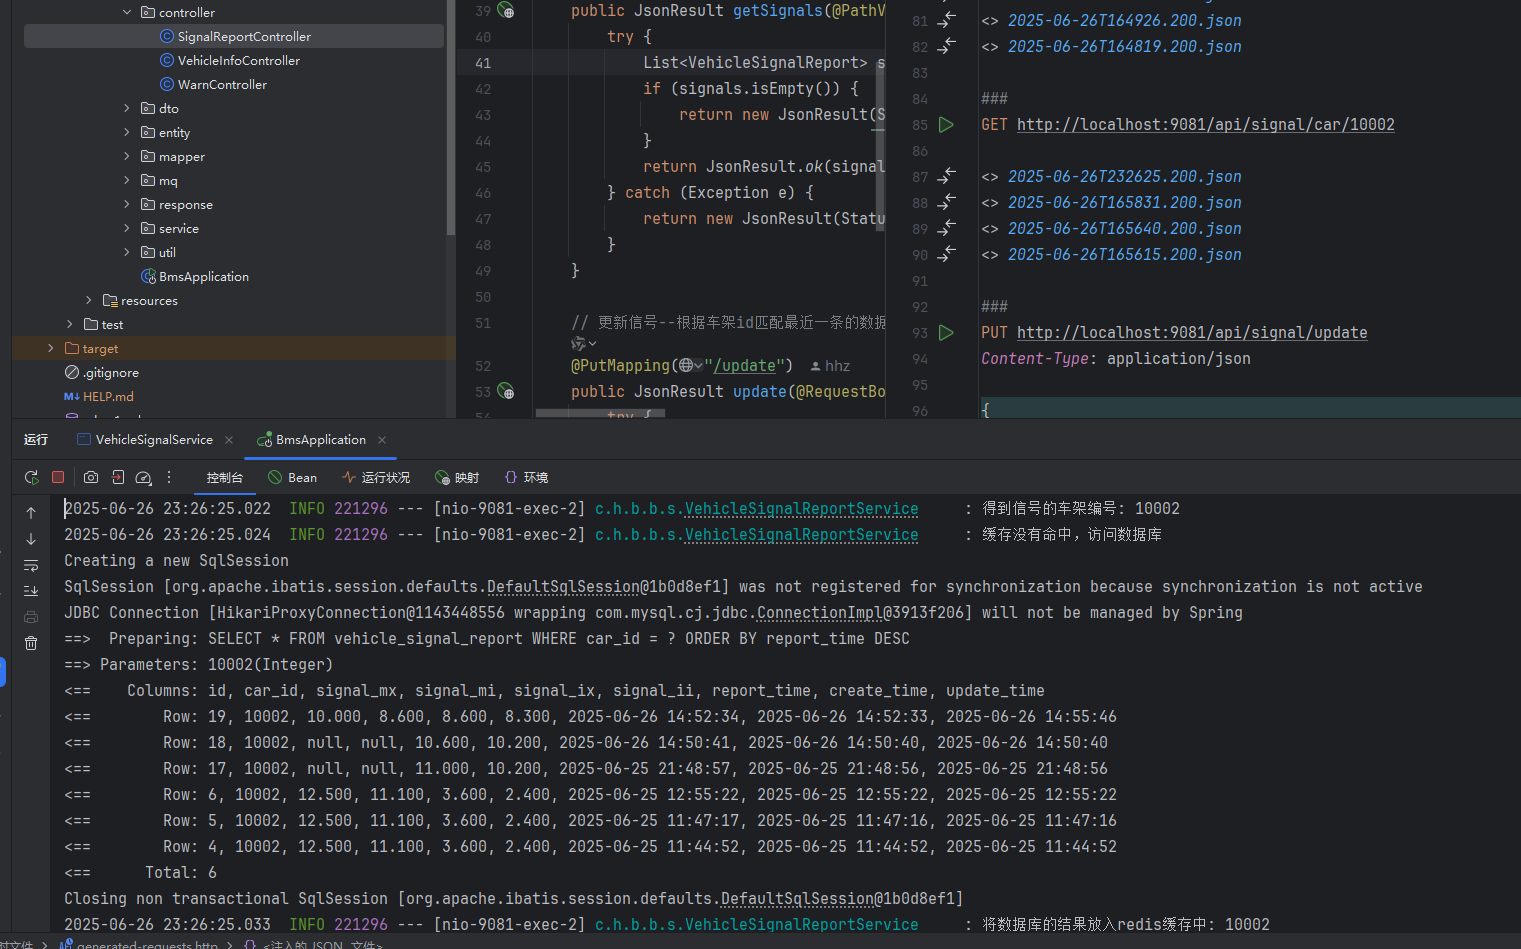 controller
SignalReportController
VehicleInfoController
WarnController
dto
entity
mapper
mq
response
service
util
BmsApplication
resources
test
target
.gitignore
M↓ HELP.md
39 public JsonResult getSignals(@PathV
40 try {
41 List<VehicleSignalReport> s
42 if (signals.isEmpty()) {
43 return new JsonResult(S
44 }
45 return JsonResult.ok(signal
46 } catch (Exception e) {
47 return new JsonResult(Statu
48 }
49 }
50
51 // 更新信号--根据车架id匹配最近一条的数据
52 @PutMapping("/update") hhz
53 public JsonResult update(@RequestBo
54 try {
81 <> 2025-06-26T164926.200.json
82 <> 2025-06-26T164819.200.json
83
84 ###
85 GET http://localhost:9081/api/signal/car/10002
86
87 <> 2025-06-26T232625.200.json
88 <> 2025-06-26T165831.200.json
89 <> 2025-06-26T165640.200.json
90 <> 2025-06-26T165615.200.json
91
92 ###
93 PUT http://localhost:9081/api/signal/update
94 Content-Type: application/json
95
96 {
运行 VehicleSignalService × BmsApplication ×
控制台 Bean 运行状况 映射 {} 环境
2025-06-26 23:26:25.022 INFO 221296 --- [nio-9081-exec-2] c.h.b.b.s.VehicleSignalReportService : 得到信号的车架编号: 10002
2025-06-26 23:26:25.024 INFO 221296 --- [nio-9081-exec-2] c.h.b.b.s.VehicleSignalReportService : 缓存没有命中，访问数据库
Creating a new SqlSession
SqlSession [org.apache.ibatis.session.defaults.DefaultSqlSession@1b0d8ef1] was not registered for synchronization because synchronization is not active
JDBC Connection [HikariProxyConnection@1143448556 wrapping com.mysql.cj.jdbc.ConnectionImpl@3913f206] will not be managed by Spring
==> Preparing: SELECT * FROM vehicle_signal_report WHERE car_id = ? ORDER BY report_time DESC
==> Parameters: 10002(Integer)
<== Columns: id, car_id, signal_mx, signal_mi, signal_ix, signal_ii, report_time, create_time, update_time
<== Row: 19, 10002, 10.000, 8.600, 8.600, 8.300, 2025-06-26 14:52:34, 2025-06-26 14:52:33, 2025-06-26 14:55:46
<== Row: 18, 10002, null, null, 10.600, 10.200, 2025-06-26 14:50:41, 2025-06-26 14:50:40, 2025-06-26 14:50:40
<== Row: 17, 10002, null, null, 11.000, 10.200, 2025-06-25 21:48:57, 2025-06-25 21:48:56, 2025-06-25 21:48:56
<== Row: 6, 10002, 12.500, 11.100, 3.600, 2.400, 2025-06-25 12:55:22, 2025-06-25 12:55:22, 2025-06-25 12:55:22
<== Row: 5, 10002, 12.500, 11.100, 3.600, 2.400, 2025-06-25 11:47:17, 2025-06-25 11:47:16, 2025-06-25 11:47:16
<== Row: 4, 10002, 12.500, 11.100, 3.600, 2.400, 2025-06-25 11:44:52, 2025-06-25 11:44:52, 2025-06-25 11:44:52
<== Total: 6
Closing non transactional SqlSession [org.apache.ibatis.session.defaults.DefaultSqlSession@1b0d8ef1]
2025-06-26 23:26:25.033 INFO 221296 --- [nio-9081-exec-2] c.h.b.b.s.VehicleSignalReportService : 将数据库的结果放入redis缓存中: 10002
时文件 > generated-requests.http > {} <注入的 JSON 文件>